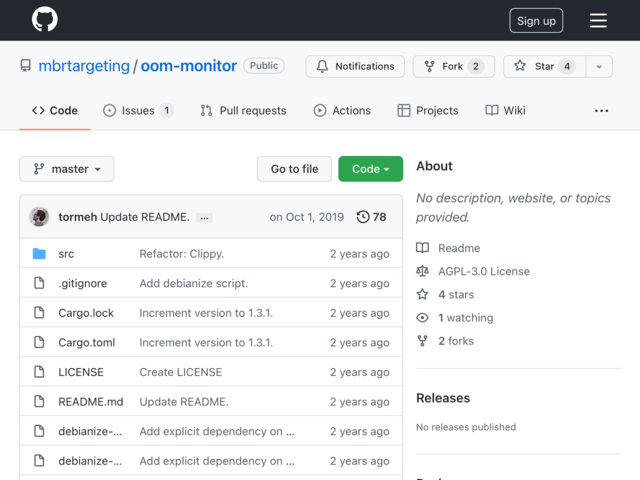 Sign up
mbrtargeting / oom-monitor Public
Notifications
Fork 2
Star 4
Code
Issues 1
Pull requests
Actions
Projects
Wiki
...
master
Go to file
Code
tormeh Update README. ... on Oct 1, 2019 78
src Refactor: Clippy. 2 years ago
.gitignore Add debianize script. 2 years ago
Cargo.lock Increment version to 1.3.1. 2 years ago
Cargo.toml Increment version to 1.3.1. 2 years ago
LICENSE Create LICENSE 2 years ago
README.md Update README. 2 years ago
debianize-... Add explicit dependency on ... 2 years ago
debianize-... Add explicit dependency on ... 2 years ago
About
No description, website, or topics
provided.
Readme
AGPL-3.0 License
4 stars
1 watching
2 forks
Releases
No releases published